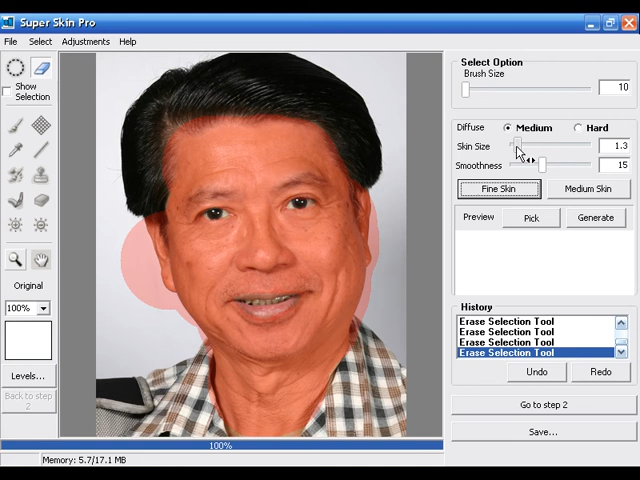 Super Skin Pro
File Select Adjustments Help
Show
Selection
Original
100%
Levels...
Back to step
2
Select Option
Brush Size
10
Diffuse Medium Hard
Skin Size 1.3
Smoothness 15
Fine Skin Medium Skin
Preview Pick Generate
History
Erase Selection Tool
Erase Selection Tool
Erase Selection Tool
Erase Selection Tool
Undo Redo
Go to step 2
Save...
100%
Memory: 5.7/17.1 MB